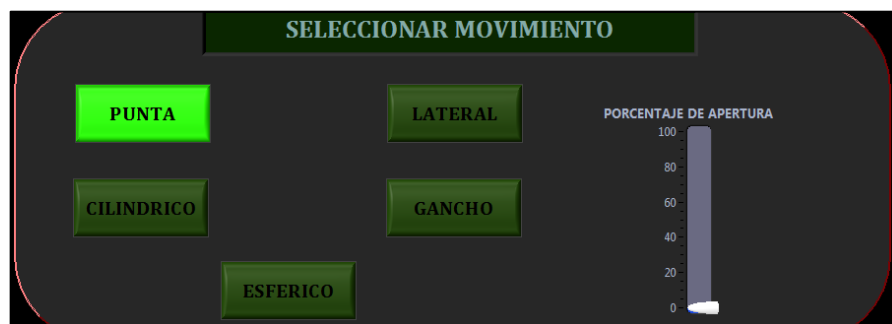 SELECCIONAR MOVIMIENTO
PUNTA
LATERAL
PORCENTAJE DE APERTURA
100
80
60
40
20
0
CILINDRICO
GANCHO
ESFERICO